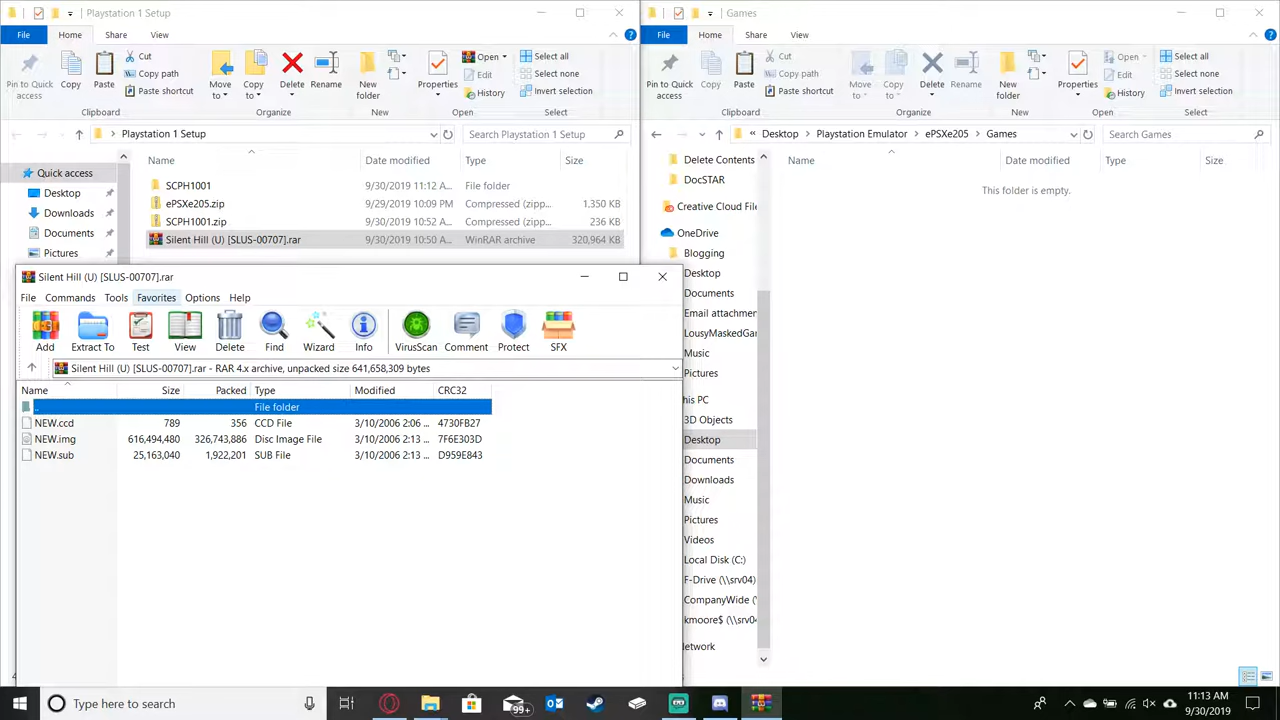 Playstation 1 Setup
File Home Share View
Pin to Quick access
Copy
Paste
Cut
Copy path
Paste shortcut
Clipboard
Move to
Copy to
Delete
Rename
Organize
New folder
New
Properties
Open
Edit
History
Open
Select all
Select none
Invert selection
Select
Playstation 1 Setup
Search Playstation 1 Setup
Quick access
Desktop
Downloads
Documents
Pictures
Name Date modified Type Size
SCPH1001 9/30/2019 11:12 A... File folder
ePSXe205.zip 9/29/2019 10:09 PM Compressed (zipp... 1,350 KB
SCPH1001.zip 9/30/2019 10:52 A... Compressed (zipp... 236 KB
Silent Hill (U) [SLUS-00707].rar 9/30/2019 10:50 A... WinRAR archive 320,964 KB
Silent Hill (U) [SLUS-00707].rar
File Commands Tools Favorites Options Help
Add Extract To Test View Delete Find Wizard Info VirusScan Comment Protect SFX
Silent Hill (U) [SLUS-00707].rar - RAR 4.x archive, unpacked size 641,658,309 bytes
Name Size Packed Type Modified CRC32
.. File folder
NEW.ccd 789 356 CCD File 3/10/2006 2:06 ... 4730FB27
NEW.img 616,494,480 326,743,886 Disc Image File 3/10/2006 2:13 ... 7F6E303D
NEW.sub 25,163,040 1,922,201 SUB File 3/10/2006 2:13 ... D959E843
Games
File Home Share View
Pin to Quick access
Copy
Paste
Cut
Copy path
Paste shortcut
Clipboard
Move to
Copy to
Delete
Rename
Organize
New folder
New
Properties
Open
Edit
History
Open
Select all
Select none
Invert selection
Select
« Desktop Playstation Emulator ePSXe205 Games
Search Games
Delete Contents
DocSTAR
Creative Cloud File
OneDrive
Blogging
Desktop
Documents
Email attachmen
LousyMaskedGa
Music
Pictures
his PC
3D Objects
Desktop
Documents
Downloads
Music
Pictures
Videos
Local Disk (C:)
F-Drive (\\srv04)
CompanyWide (\
kmoore$ (\\srv0
etwork
Name Date modified Type Size
This folder is empty.
Type here to search
99+
11:13 AM
9/30/2019